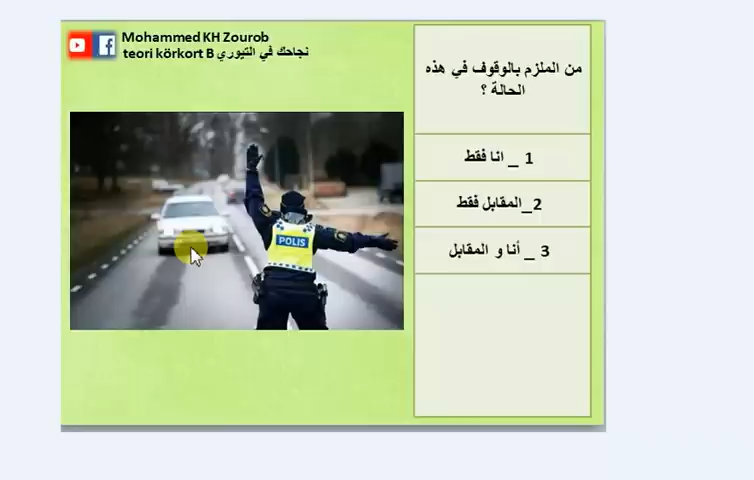 Mohammed KH Zourob
نجاحك في التيوري teori körkort B
من الملزم بالوقوف في هذه
الحالة ؟
1 _ انا فقط
2_المقابل فقط
3 _ أنا و المقابل
POLIS